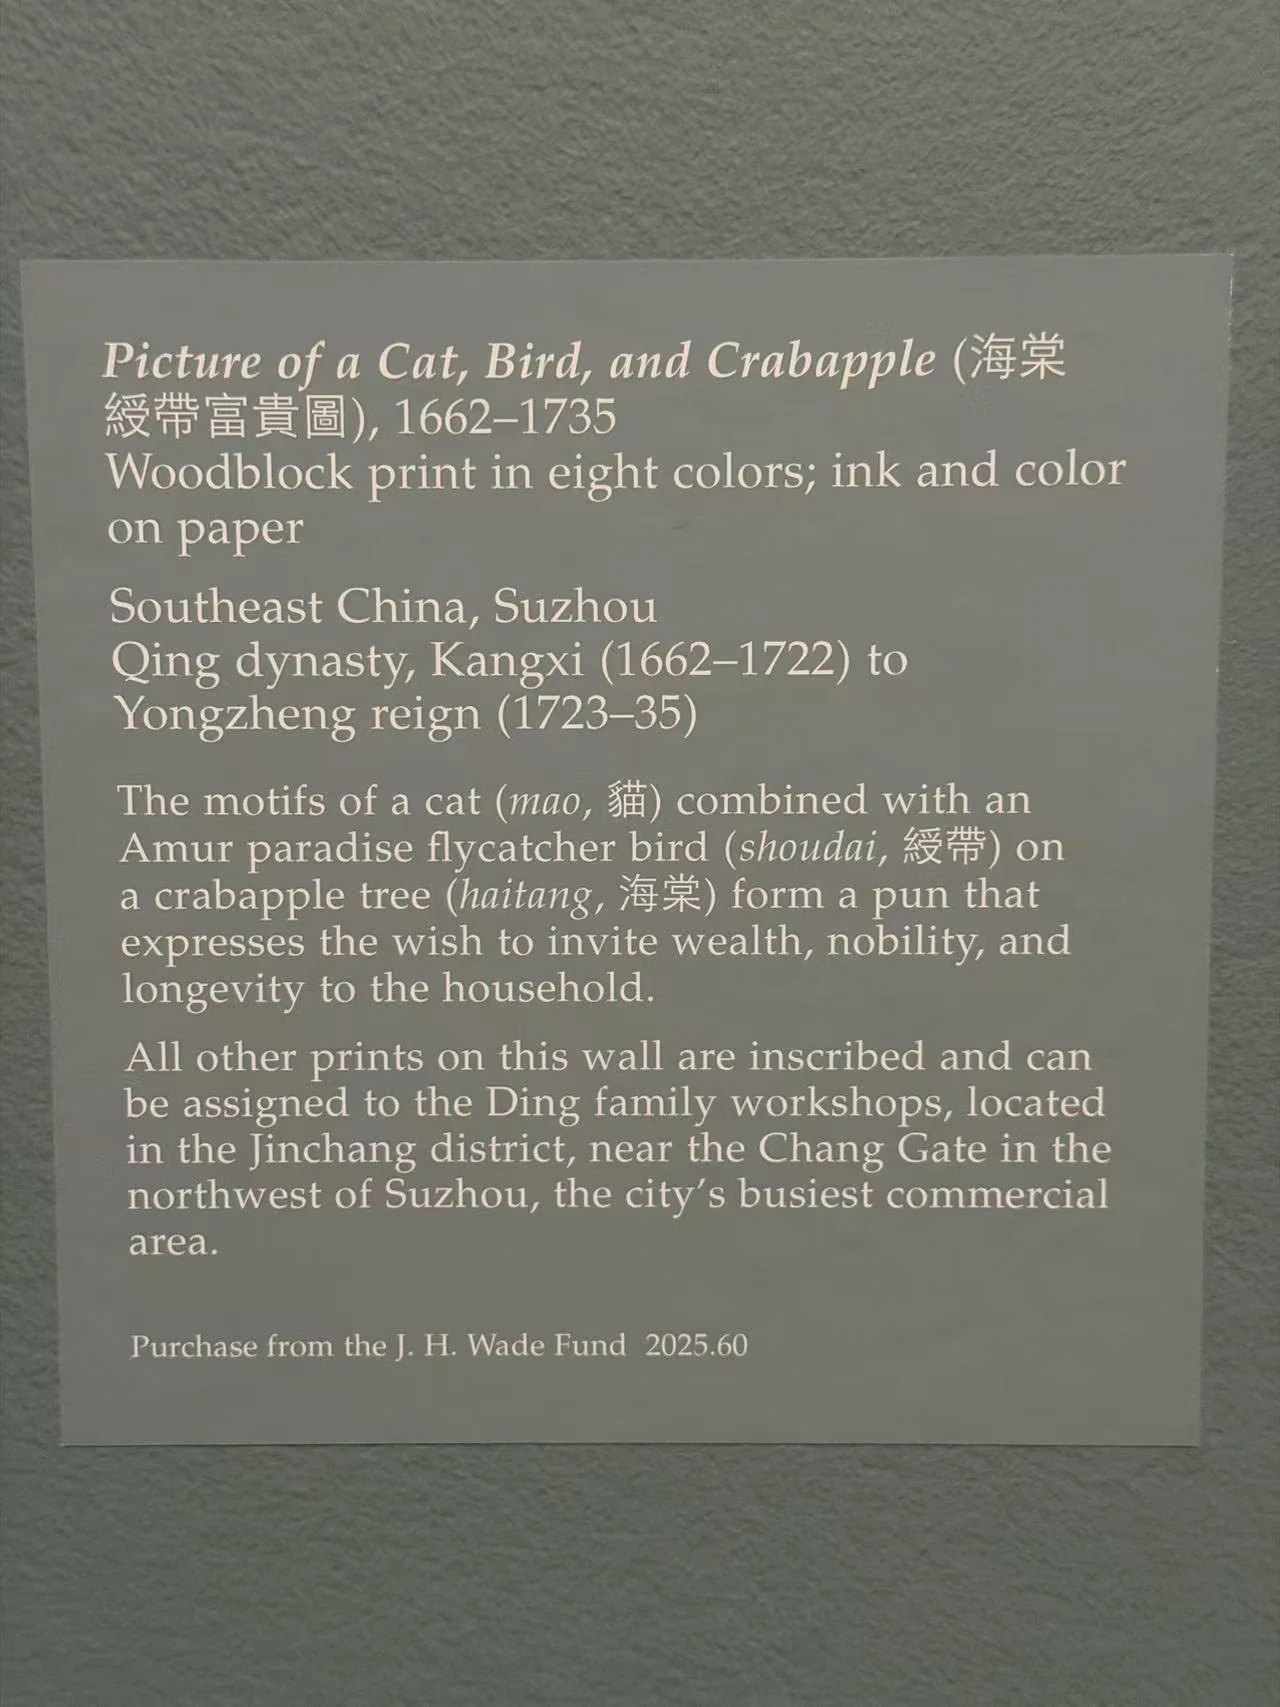 Picture of a Cat, Bird, and Crabapple (海棠
綬帶富貴圖), 1662–1735
Woodblock print in eight colors; ink and color
on paper
Southeast China, Suzhou
Qing dynasty, Kangxi (1662–1722) to
Yongzheng reign (1723–35)
The motifs of a cat (mao, 貓) combined with an
Amur paradise flycatcher bird (shoudai, 綬帶) on
a crabapple tree (haitang, 海棠) form a pun that
expresses the wish to invite wealth, nobility, and
longevity to the household.
All other prints on this wall are inscribed and can
be assigned to the Ding family workshops, located
in the Jinchang district, near the Chang Gate in the
northwest of Suzhou, the city’s busiest commercial
area.
Purchase from the J. H. Wade Fund 2025.60